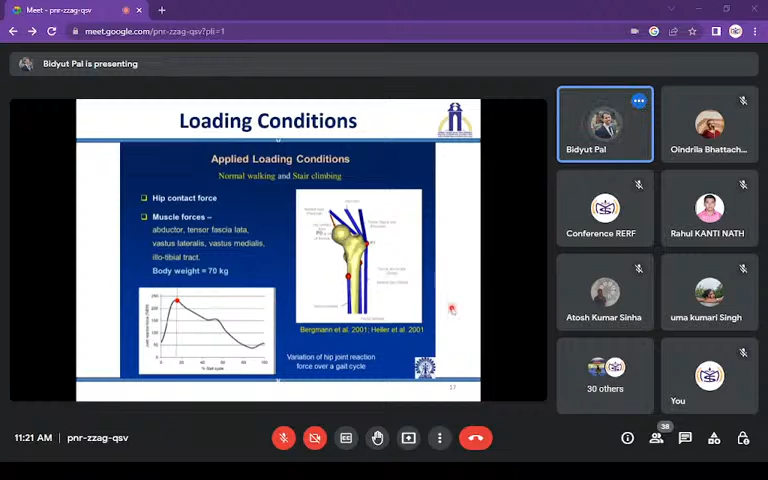 Meet - pnr-zzag-qsv
meet.google.com/pnr-zzag-qsv?pli=1
Bidyut Pal is presenting
Loading Conditions
Applied Loading Conditions
Normal walking and Stair climbing
Hip contact force
Muscle forces –
abductor, tensor fascia lata,
vastus lateralis, vastus medialis,
illo-tibial tract.
Body weight = 70 kg
Bergmann et al. 2001; Heller et al. 2001
% Gait cycle
Variation of hip joint reaction
force over a gait cycle
17
Bidyut Pal
Oindrila Bhattach...
Conference RERF
Rahul KANTI NATH
Atosh Kumar Sinha
uma kumari Singh
30 others
You
11:21 AM | pnr-zzag-qsv
38